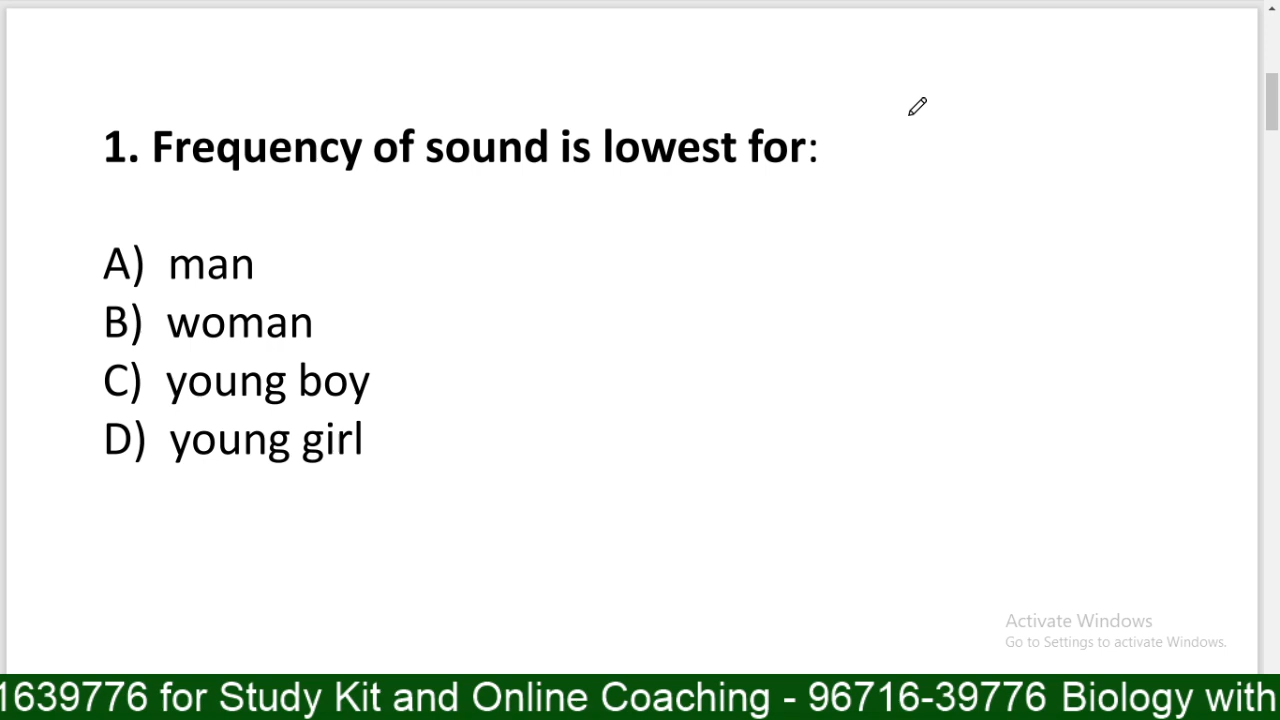 1. Frequency of sound is lowest for:
A) man
B) woman
C) young boy
D) young girl
Activate Windows
Go to Settings to activate Windows.
1639776 for Study Kit and Online Coaching - 96716-39776 Biology with